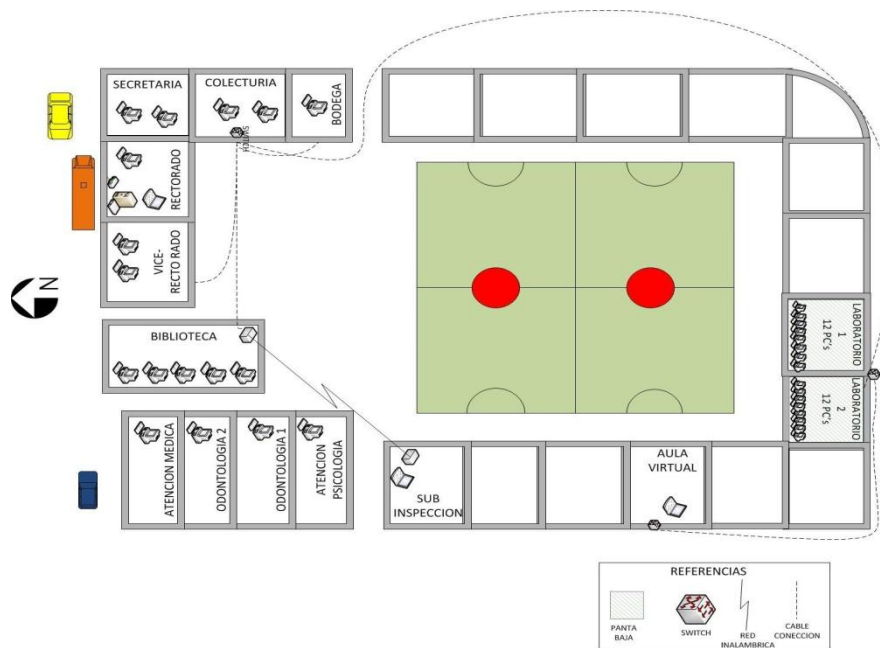 SECRETARIA
COLECTURIA
BODEGA
SWITCH
RECTORADO
VICE-
RECTO RADO
N
BIBLIOTECA
LABORATORIO
1
12 PC's
LABORATORIO
2
12 PC's
ATENCION MEDICA
ODONTOLOGIA 2
ODONTOLOGIA 1
ATENCION
PSICOLOGIA
SUB
INSPECCION
AULA
VIRTUAL
REFERENCIAS
PANTA
BAJA
SWITCH
RED
INALAMBRICA
CABLE
CONECCION